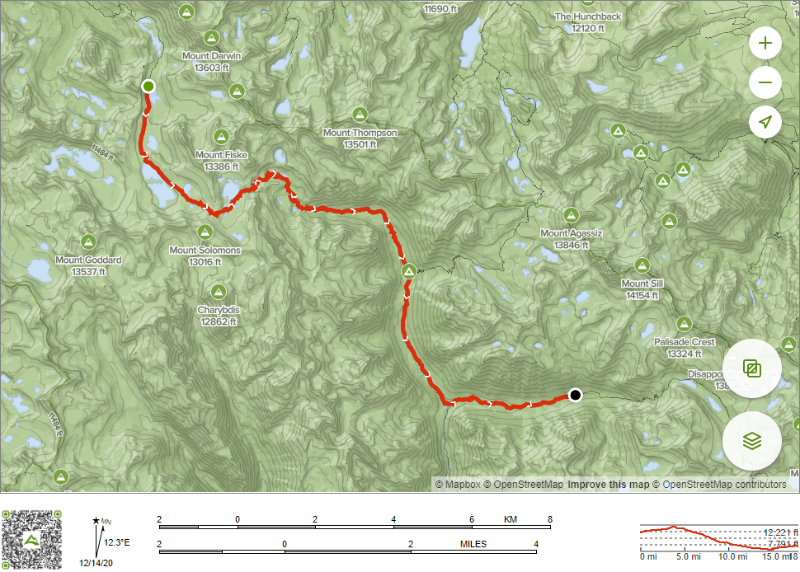 11690 ft
The Hunchback
12120 ft
Mount Darwin
13603 ft
Mount Thompson
13501 ft
11484 ft
Mount Fiske
13386 ft
Mount Agassiz
13846 ft
Mount Solomons
13016 ft
Mount Goddard
13537 ft
Mount Sill
14154 ft
Charybdis
12862 ft
Palisade Crest
13324 ft
11484 ft
© Mapbox © OpenStreetMap Improve this map © OpenStreetMap contributors
MN
12.3°E
12/14/20
2 0 2 4 6 KM 8
2 0 2 MILES 4
12,221 ft
7,791 ft
0 mi 5.0 mi 10.0 mi 15.0 mi